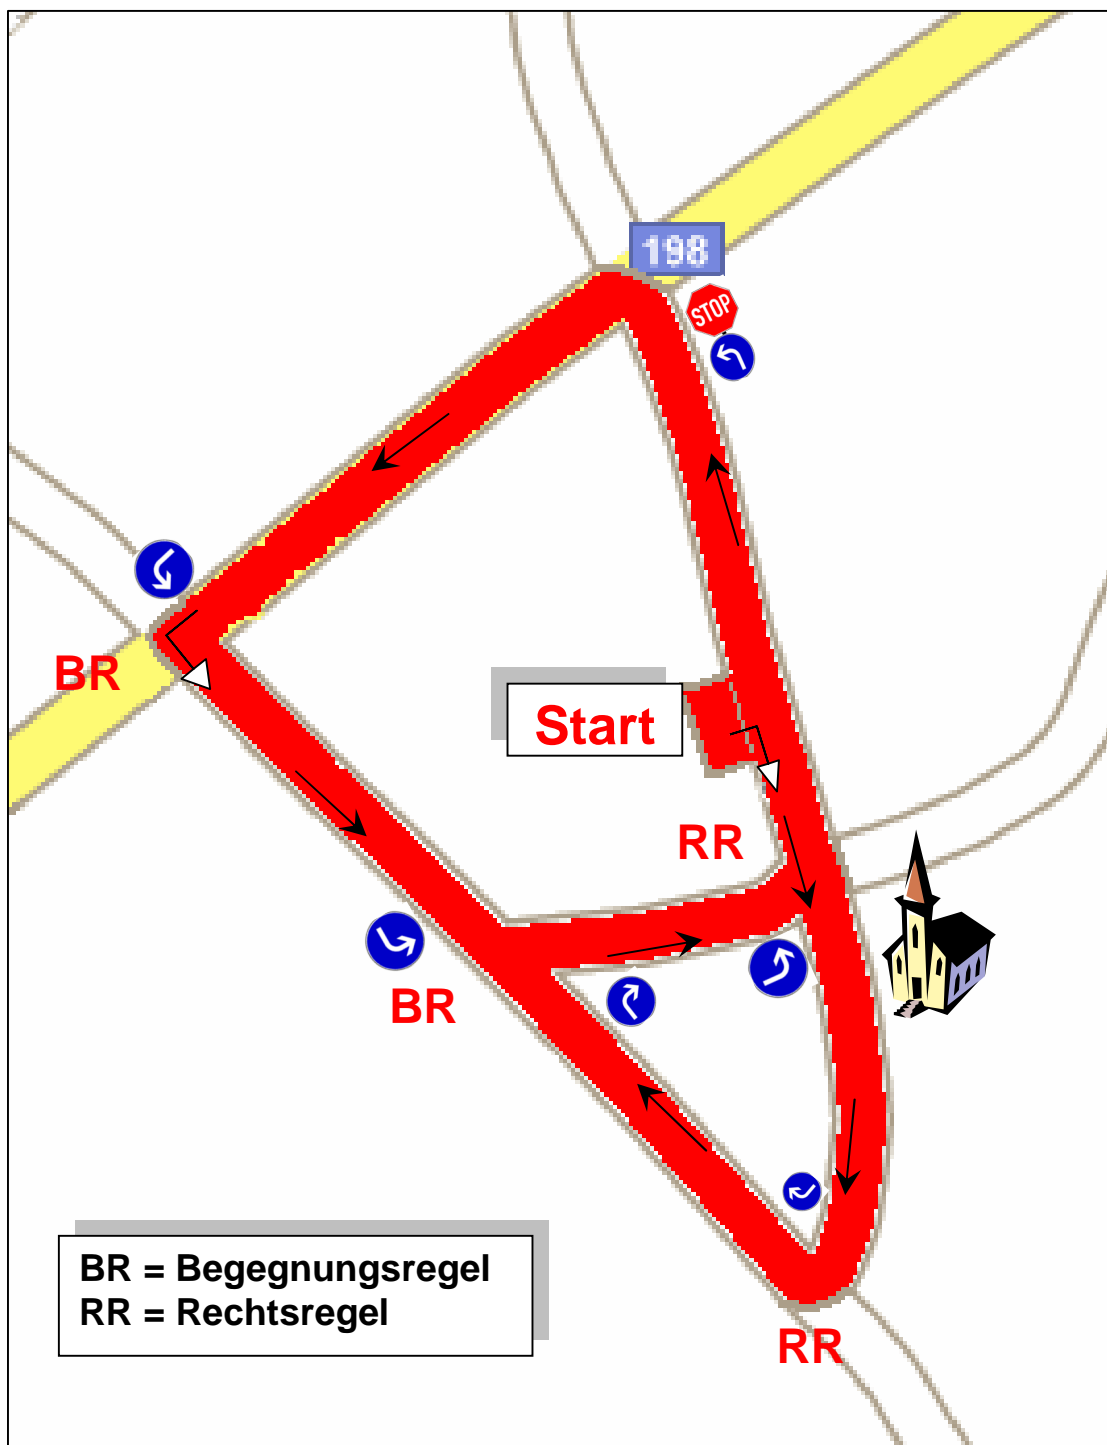 198
STOP
BR
Start
RR
BR
BR = Begegnungsregel
RR = Rechtsregel
RR